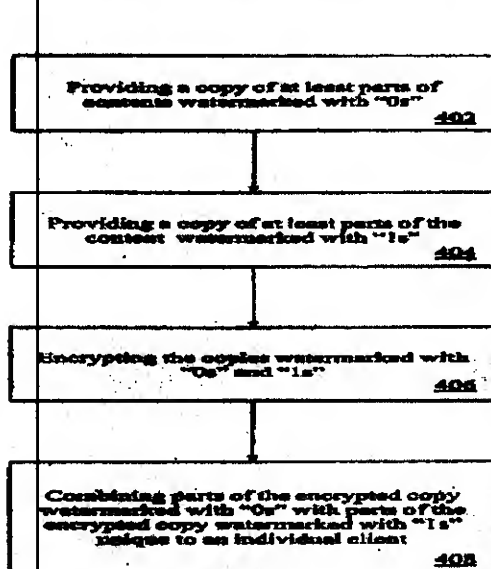 Providing a copy of at least parts of
contents watermarked with "0s"
402
Providing a copy of at least parts of the
content watermarked with "1s"
404
Encrypting the copies watermarked with
"0s" and "1s"
406
Combining parts of the encrypted copy
watermarked with "0s" with parts of the
encrypted copy watermarked with "1s"
unique to an individual client
408